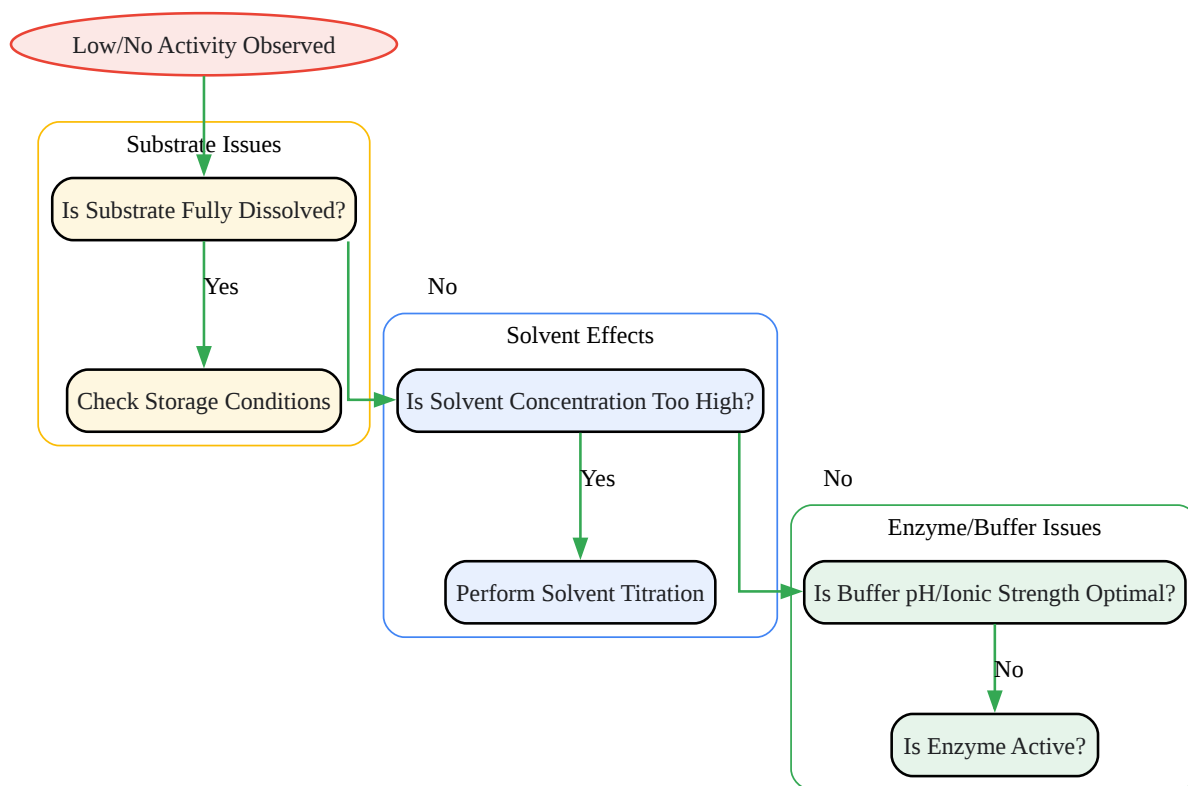 Low/No Activity Observed
Substrate Issues
Is Substrate Fully Dissolved?
Yes
No
Solvent Effects
Check Storage Conditions
Is Solvent Concentration Too High?
Yes
No
Enzyme/Buffer Issues
Perform Solvent Titration
Is Buffer pH/Ionic Strength Optimal?
No
Is Enzyme Active?